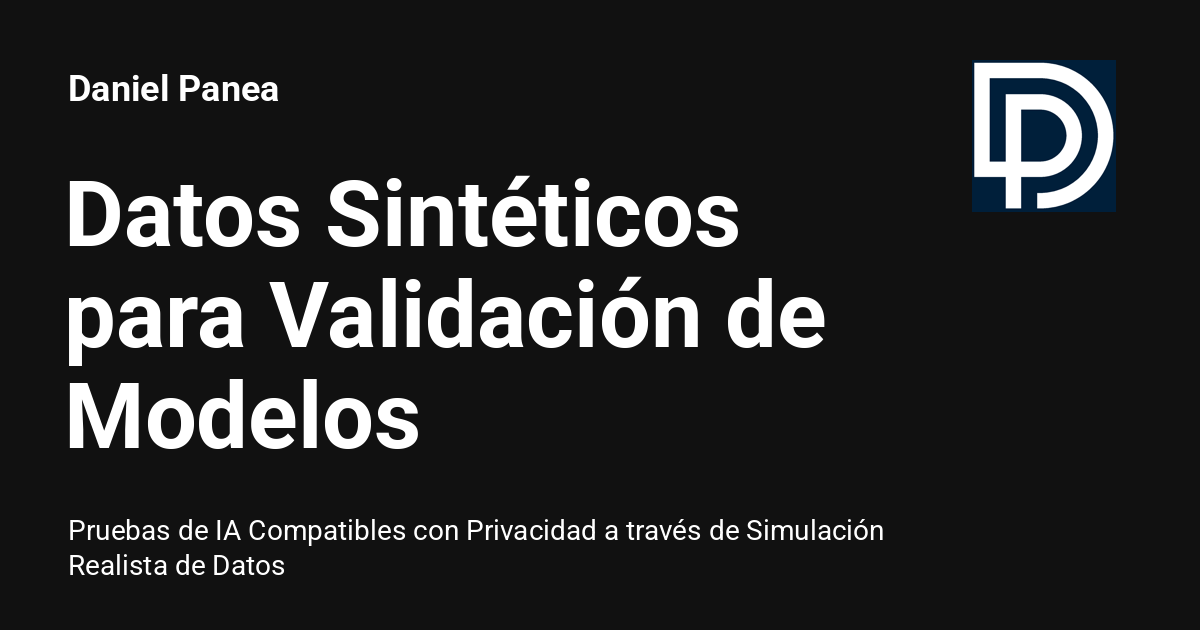 Daniel Panea
Datos Sintéticos
para Validación de
Modelos
Pruebas de IA Compatibles con Privacidad a través de Simulación
Realista de Datos